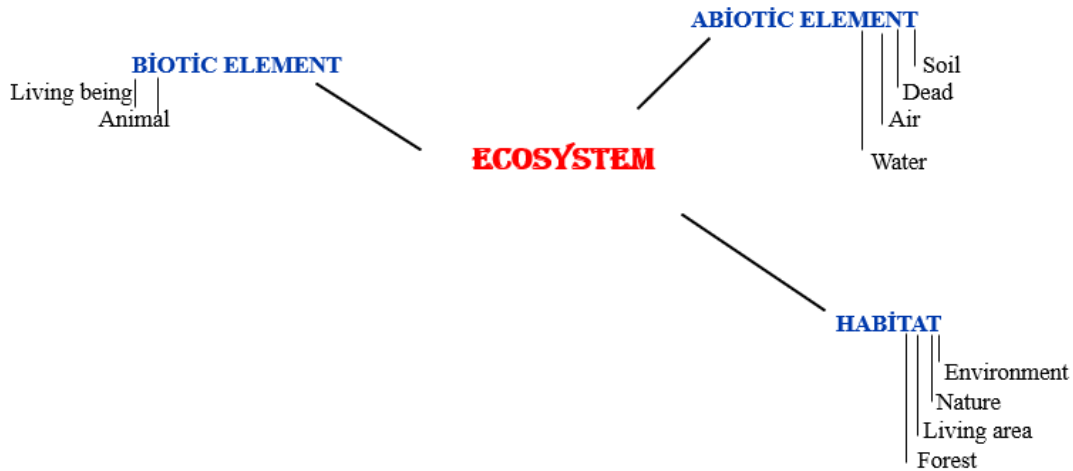 ABİOTİC ELEMENT
BİOTİC ELEMENT
Soil
Living being
Dead
Animal
Air
ECOSYSTEM
Water
HABİTAT
Environment
Nature
Living area
Forest